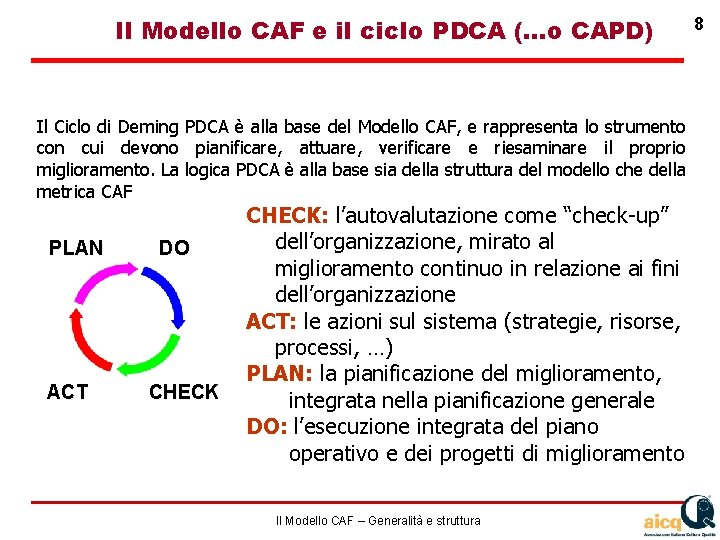 Il Modello CAF e il ciclo PDCA (…o CAPD)
8
Il Ciclo di Deming PDCA è alla base del Modello CAF, e rappresenta lo strumento
con cui devono pianificare, attuare, verificare e riesaminare il proprio
miglioramento. La logica PDCA è alla base sia della struttura del modello che della
metrica CAF
PLAN
DO
ACT
CHECK
CHECK: l’autovalutazione come “check-up”
dell’organizzazione, mirato al
miglioramento continuo in relazione ai fini
dell’organizzazione
ACT: le azioni sul sistema (strategie, risorse,
processi, …)
PLAN: la pianificazione del miglioramento,
integrata nella pianificazione generale
DO: l’esecuzione integrata del piano
operativo e dei progetti di miglioramento
Il Modello CAF – Generalità e struttura
aicq
Associazione Italiana Cultura Qualità